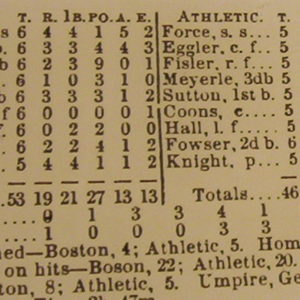 T. R. 1B. P.O. A. E. ATHLETIC. T.
s 6 4 4 1 5 2 Force, s. s... 5
. 6 3 3 4 4 3 Eggler, c. f.. 5
b 6 2 3 9 0 1 Fisler, r. f... 5
. 6 1 0 3 1 0 Meyerle, 3db 5
b 6 3 3 3 1 2 Sutton, 1st b. 5
f 6 0 0 0 0 1 Coons, c.... 5
f. 6 0 2 2 0 0 Hall, l. f.... 5
. 6 2 2 4 1 2 Fowser, 2d b. 6
. 5 4 4 1 1 2 Knight, p... 5
.53 19 21 27 13 13 Totals....46
.... 0 1 3 3 4 1
.... 1 0 0 0 3 3
ned—Boston, 4; Athletic, 5. Hom
on hits—Boson, 22; Athletic, 20.
ton, 8; Athletic, 5. Umpire, Ge